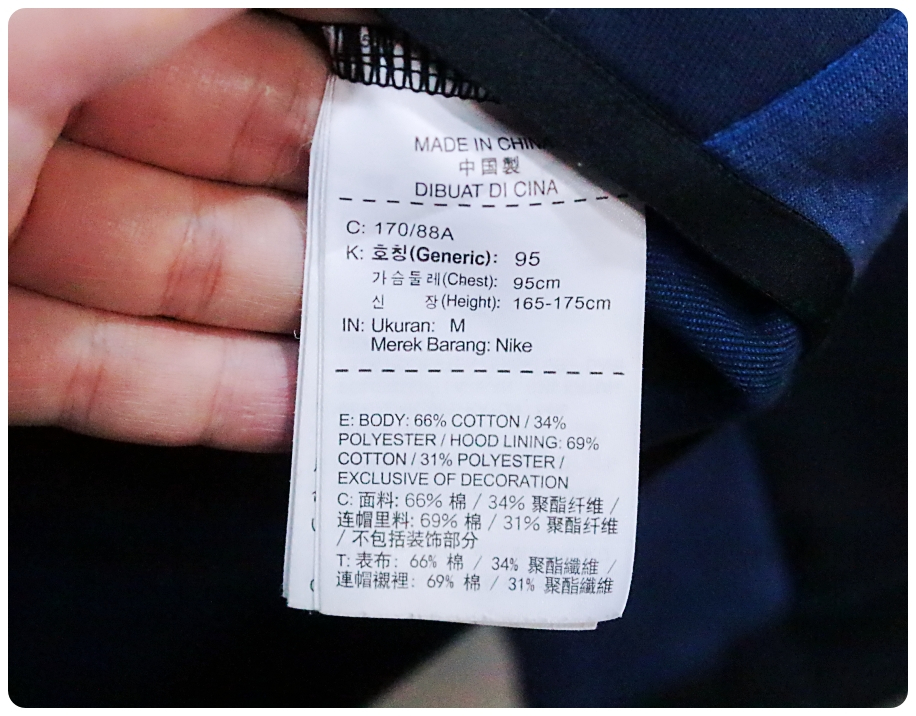 MADE IN CHINA
中国製
DIBUAT DI CINA
C: 170/88A
K: 호칭(Generic): 95
가슴둘레(Chest): 95cm
신 장(Height): 165-175cm
IN: Ukuran: M
Merek Barang: Nike
E: BODY: 66% COTTON / 34%
POLYESTER / HOOD LINING: 69%
COTTON / 31% POLYESTER /
EXCLUSIVE OF DECORATION
C: 面料: 66% 棉 / 34% 聚酯纤维 /
连帽里料: 69% 棉 / 31% 聚酯纤维
/ 不包括装饰部分
T: 表布: 66% 棉 / 34% 聚酯纖維 /
連帽襯裡: 69% 棉 / 31% 聚酯纖維